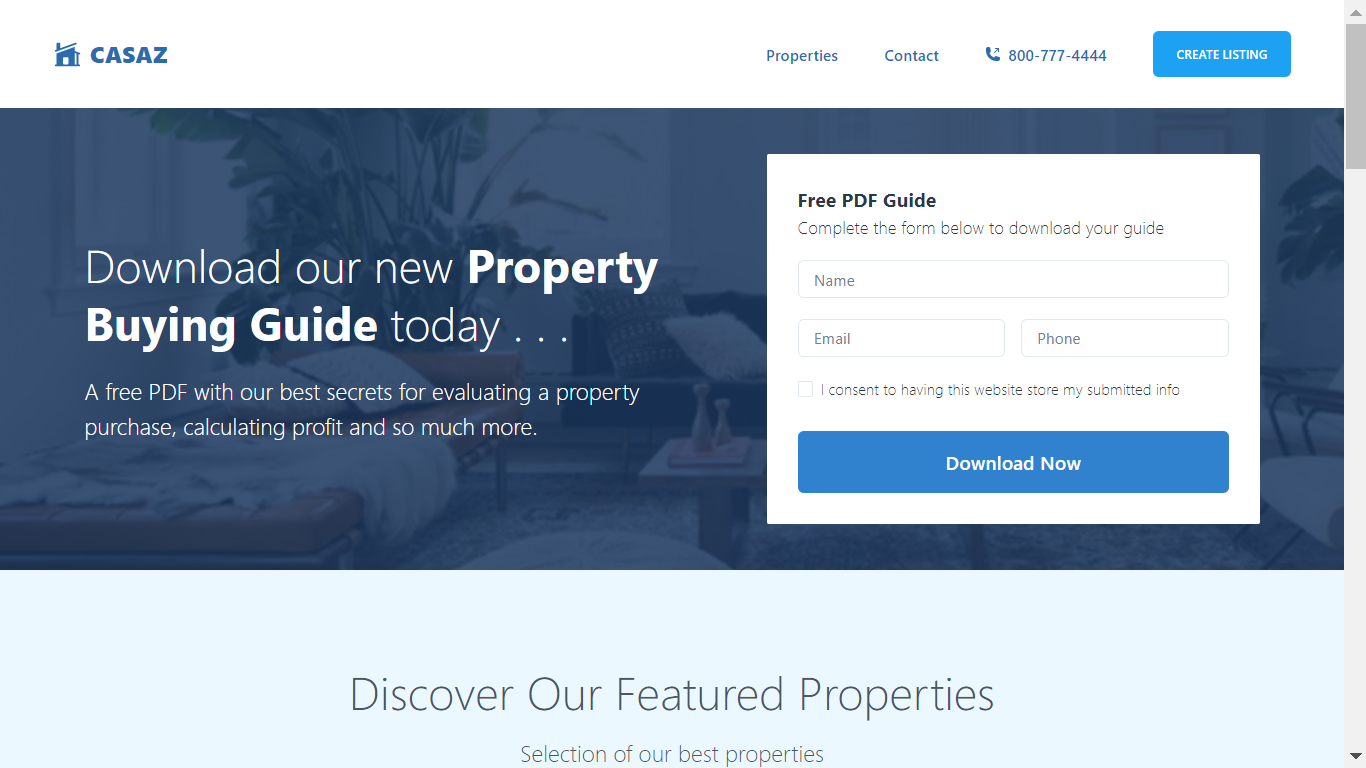 CASAZ
Properties
Contact
800-777-4444
CREATE LISTING
Download our new Property
Buying Guide today . . .
A free PDF with our best secrets for evaluating a property
purchase, calculating profit and so much more.
Free PDF Guide
Complete the form below to download your guide
Name
Email
Phone
I consent to having this website store my submitted info
Download Now
Discover Our Featured Properties
Selection of our best properties